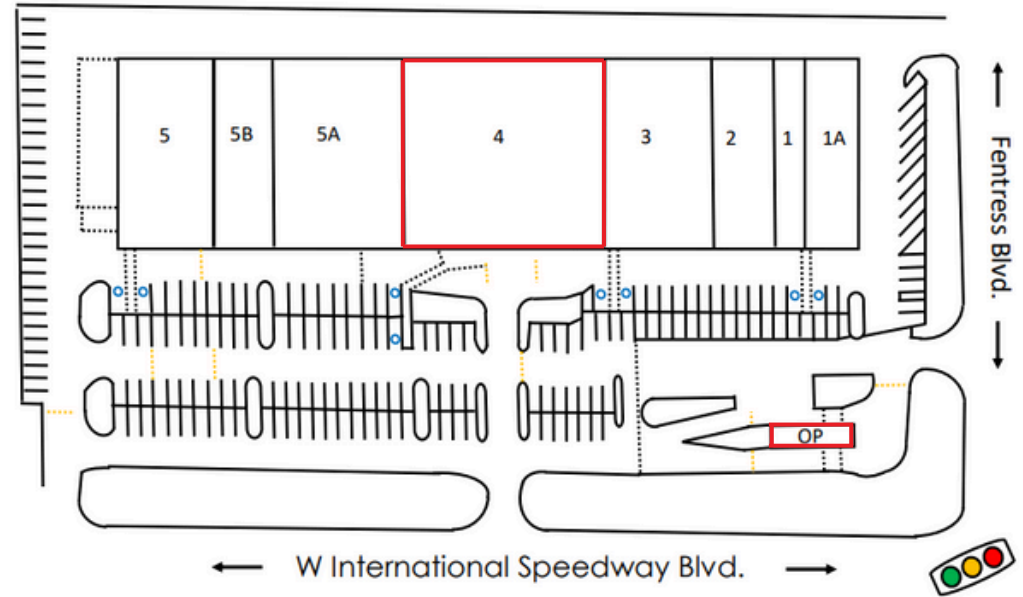 5
5B
5A
4
3
2
1
1A
Fentress Blvd.
OP
W International Speedway Blvd.